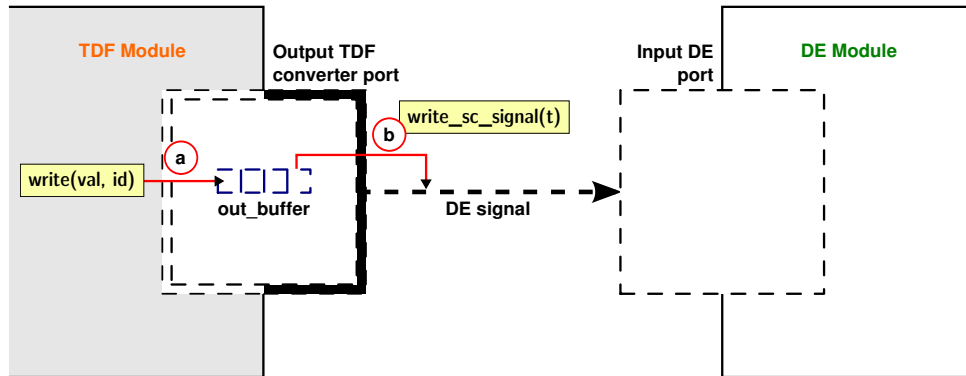 TDF Module
Output TDF
converter port
Input DE
port
DE Module
write_sc_signal(t)
b
a
write(val, id)
out_buffer
DE signal